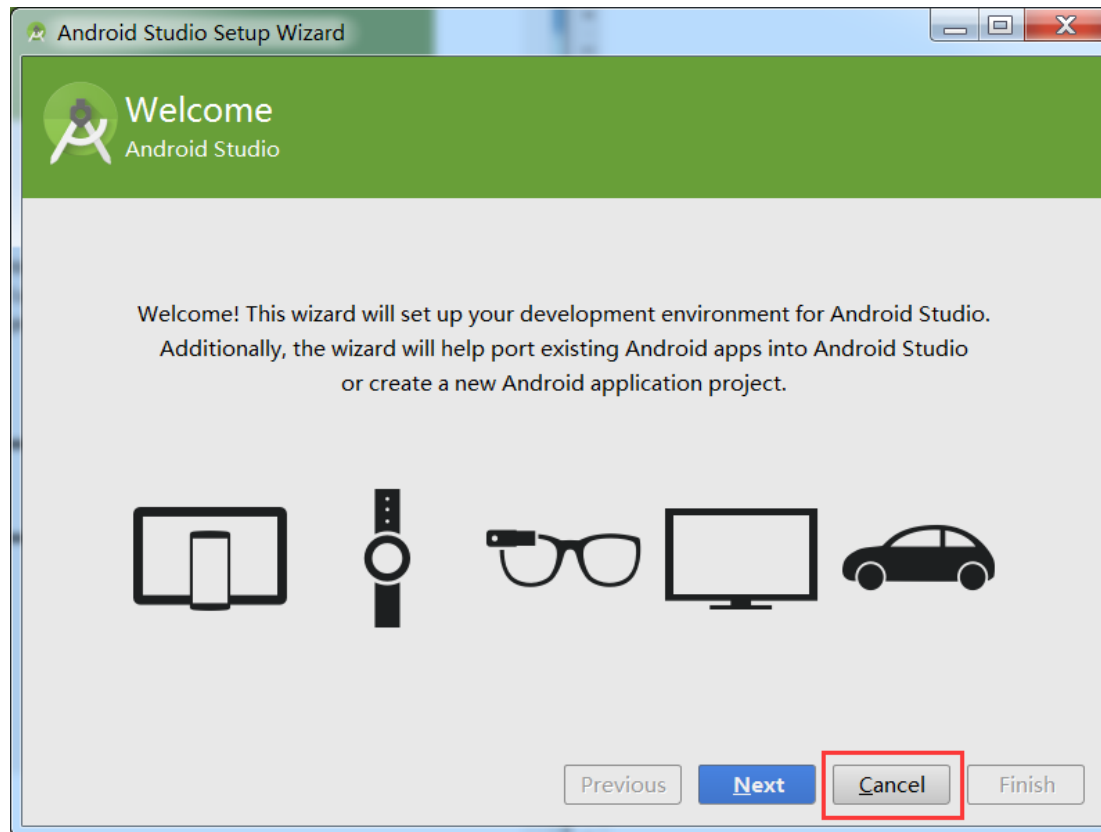 Android Studio Setup Wizard
Welcome
Android Studio
Welcome! This wizard will set up your development environment for Android Studio.
Additionally, the wizard will help port existing Android apps into Android Studio
or create a new Android application project.
Previous
Next
Cancel
Finish